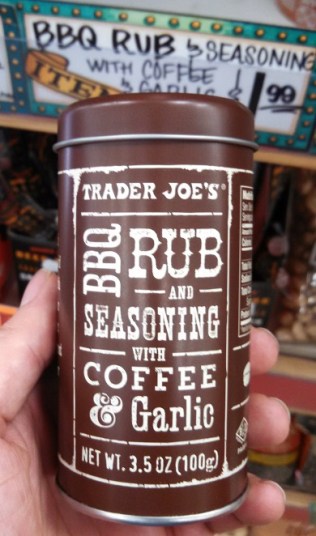 BBQ RUB & SEASONING
WITH COFFEE
& GARLIC
ITEM
$1.99
TRADER JOE'S®
BBQ RUB
AND
SEASONING
WITH
COFFEE
& Garlic
NET WT. 3.5 OZ (100g)